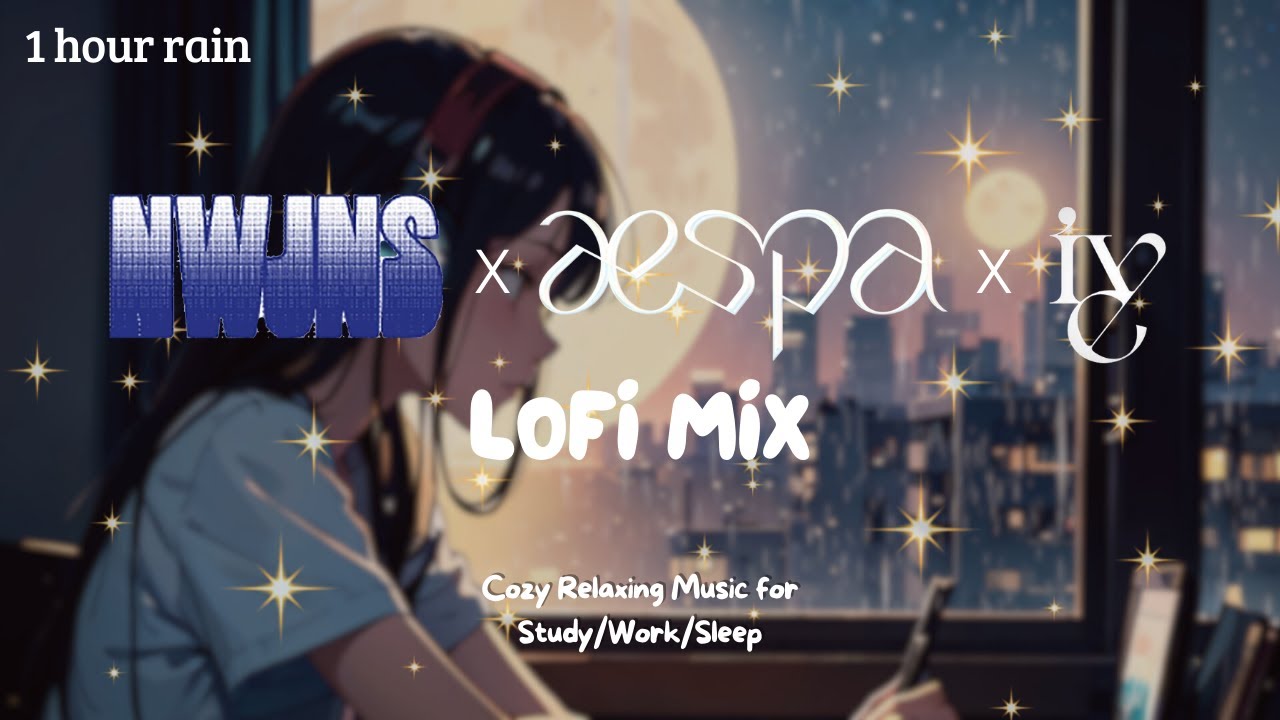 1 hour rain
NWJNS x aespa x ive
LoFi Mix
Cozy Relaxing Music for
Study/Work/Sleep